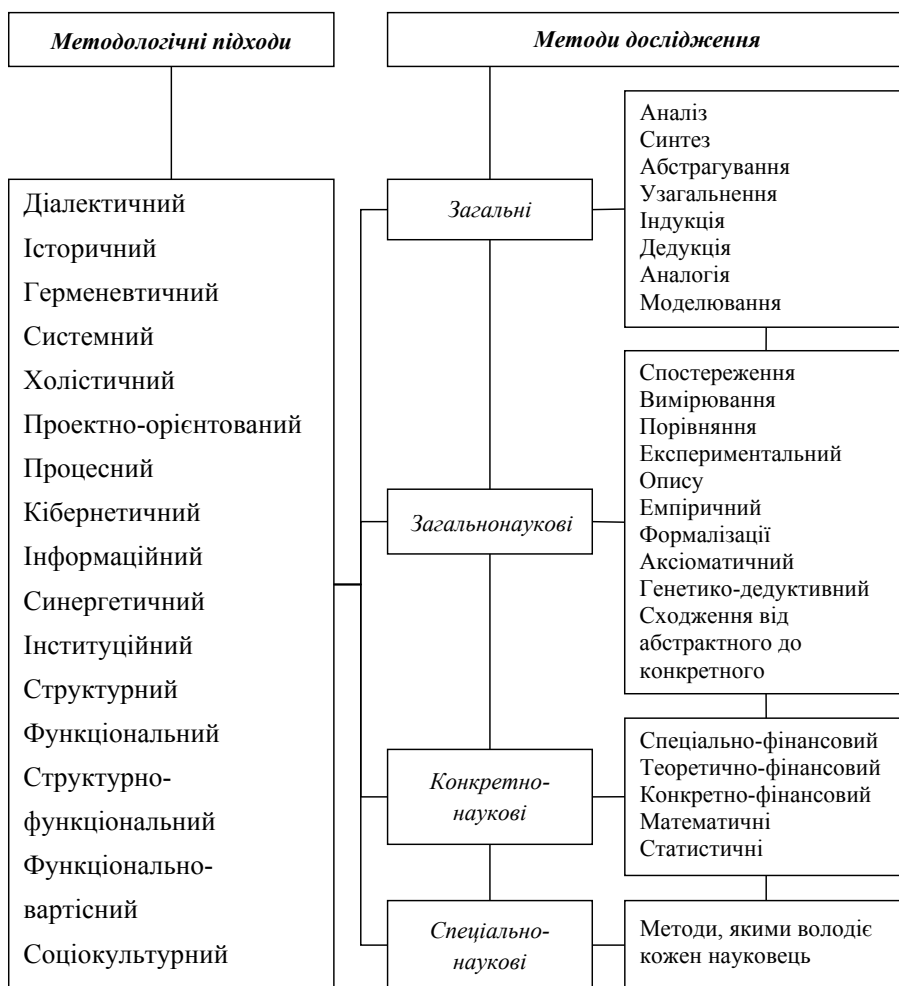 Методологічні підходи
Методи дослідження
Діалектичний
Історичний
Герменевтичний
Системний
Холістичний
Проектно-орієнтований
Процесний
Кібернетичний
Інформаційний
Синергетичний
Інституційний
Структурний
Функціональний
Структурно-
функціональний
Функціонально-
вартісний
Соціокультурний
Загальні
Аналіз
Синтез
Абстрагування
Узагальнення
Індукція
Дедукція
Аналогія
Моделювання
Загальнонаукові
Спостереження
Вимірювання
Порівняння
Експериментальний
Опису
Емпіричний
Формалізації
Аксіоматичний
Генетико-дедуктивний
Сходження від
абстрактного до
конкретного
Конкретно-
наукові
Спеціально-фінансовий
Теоретично-фінансовий
Конкретно-фінансовий
Математичні
Статистичні
Спеціально-
наукові
Методи, якими володіє
кожен науковець